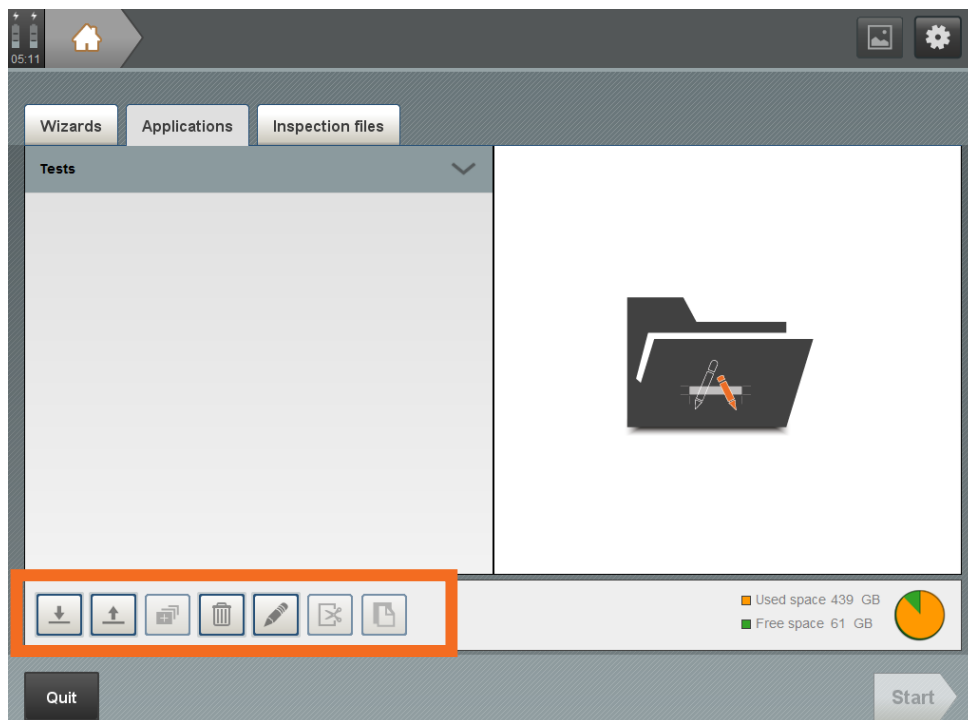 05:11
Wizards
Applications
Inspection files
Tests
Used space 439 GB
Free space 61 GB
Quit
Start